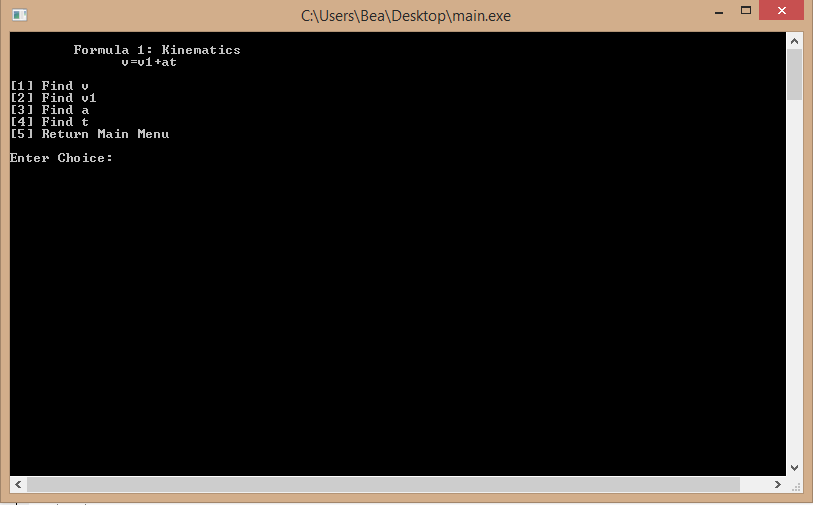 C:\Users\Bea\Desktop\main.exe
Formula 1: Kinematics
v=v1+at
[1] Find v
[2] Find v1
[3] Find a
[4] Find t
[5] Return Main Menu
Enter Choice: